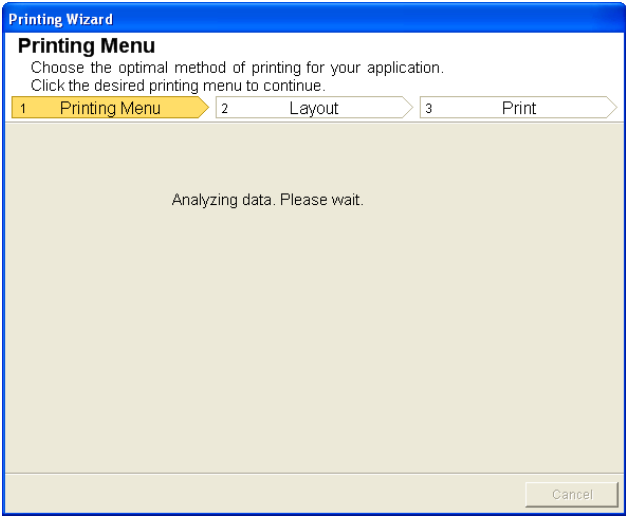 Printing Wizard
Printing Menu
Choose the optimal method of printing for your application.
Click the desired printing menu to continue.
1 Printing Menu 2 Layout 3 Print
Analyzing data. Please wait.
Cancel